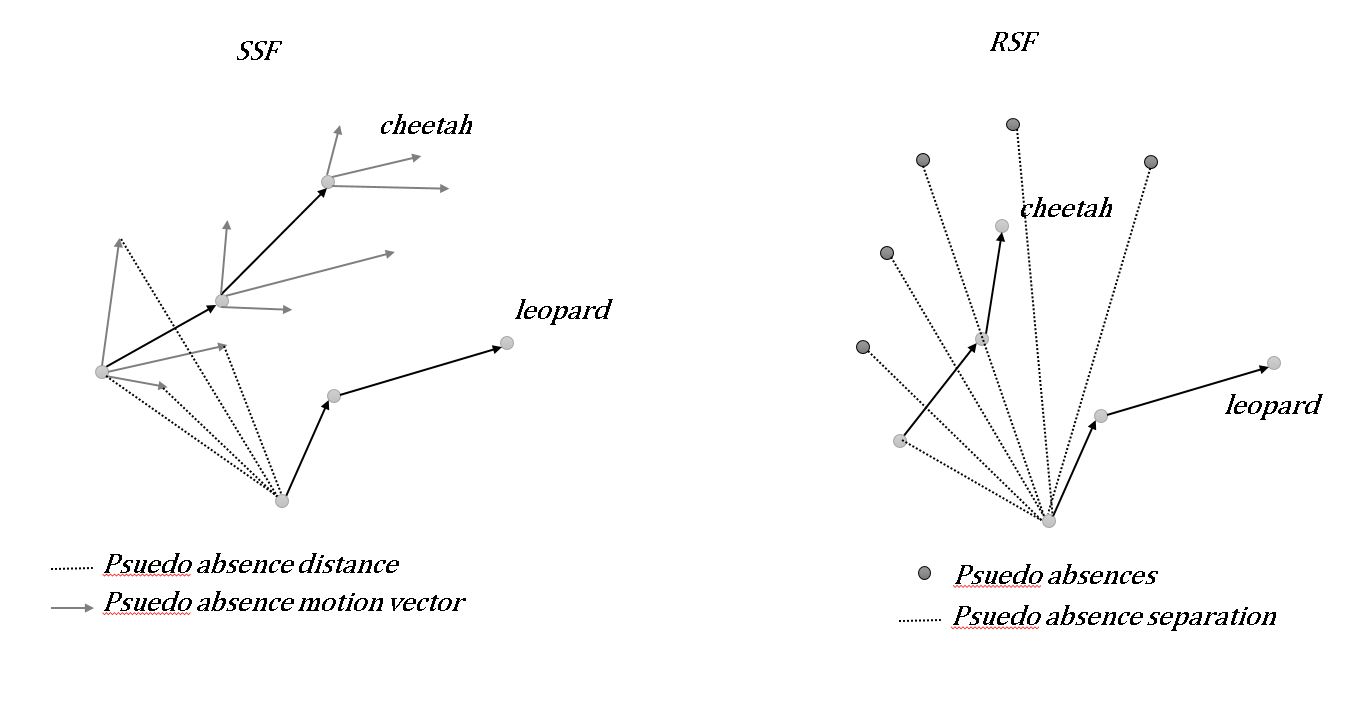 SSF
cheetah
leopard
Psuedo absence distance
Psuedo absence motion vector
RSF
cheetah
leopard
Psuedo absences
Psuedo absence separation